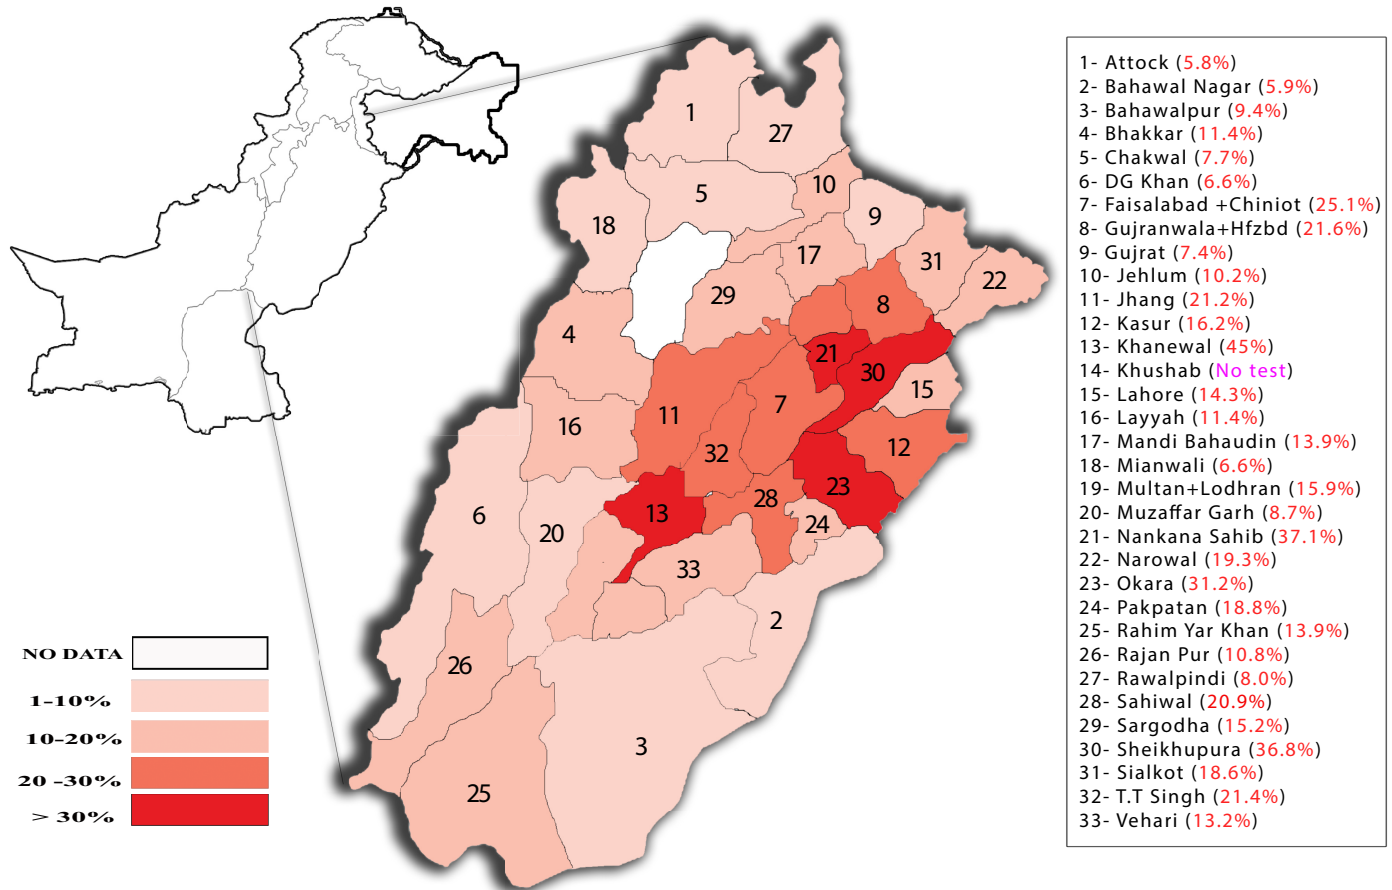 1
27
10
5
9
18
31
17
22
29
8
4
21
30
15
7
11
16
12
32
23
28
13
6
24
20
33
2
26
3
25
NO DATA
1-10%
10-20%
20 -30%
> 30%
1- Attock (5.8%)
2- Bahawal Nagar (5.9%)
3- Bahawalpur (9.4%)
4- Bhakkar (11.4%)
5- Chakwal (7.7%)
6- DG Khan (6.6%)
7- Faisalabad +Chiniot (25.1%)
8- Gujranwala+Hfzbd (21.6%)
9- Gujrat (7.4%)
10- Jehlum (10.2%)
11- Jhang (21.2%)
12- Kasur (16.2%)
13- Khanewal (45%)
14- Khushab (No test)
15- Lahore (14.3%)
16- Layyah (11.4%)
17- Mandi Bahaudin (13.9%)
18- Mianwali (6.6%)
19- Multan+Lodhran (15.9%)
20- Muzaffar Garh (8.7%)
21- Nankana Sahib (37.1%)
22- Narowal (19.3%)
23- Okara (31.2%)
24- Pakpatan (18.8%)
25- Rahim Yar Khan (13.9%)
26- Rajan Pur (10.8%)
27- Rawalpindi (8.0%)
28- Sahiwal (20.9%)
29- Sargodha (15.2%)
30- Sheikhupura (36.8%)
31- Sialkot (18.6%)
32- T.T Singh (21.4%)
33- Vehari (13.2%)